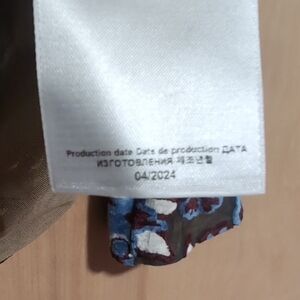 Production date Date de production ДАТА
ИЗГОТОВЛЕНИЯ 제조년월
04/2024